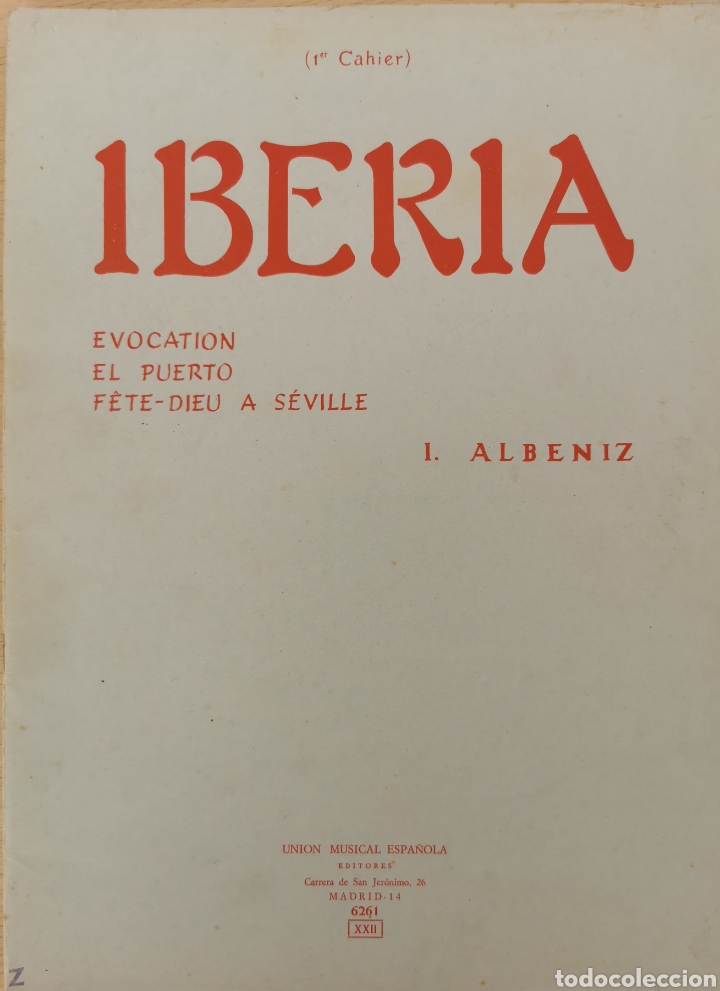 (1er Cahier)
IBERIA
EVOCATION
EL PUERTO
FÊTE-DIEU A SÉVILLE
I. ALBENIZ
UNION MUSICAL ESPAÑOLA
EDITORES
Carrera de San Jerónimo, 26
MADRID-14
6261
XXII
Z
todocoleccion